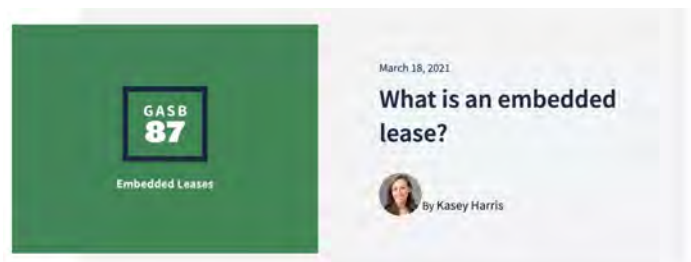 GASB
87
Embedded Leases
March 18, 2021
What is an embedded
lease?
By Kasey Harris